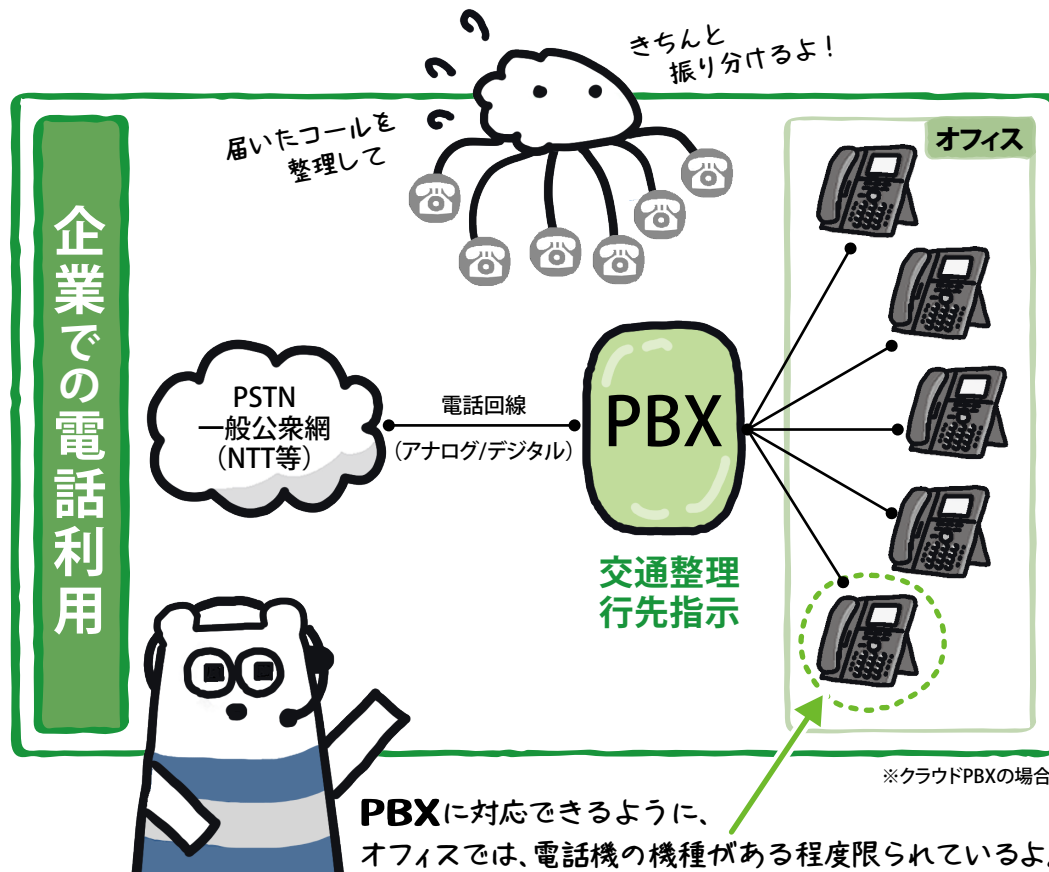 きちんと
振り分けるよ！
届いたコールを
整理して
オフィス
企業での電話利用
PSTN
一般公衆網
（NTT等）
電話回線
（アナログ/デジタル）
PBX
交通整理
行先指示
※クラウドPBXの場合
PBXに対応できるように、
オフィスでは、電話機の機種がある程度限られているよ。